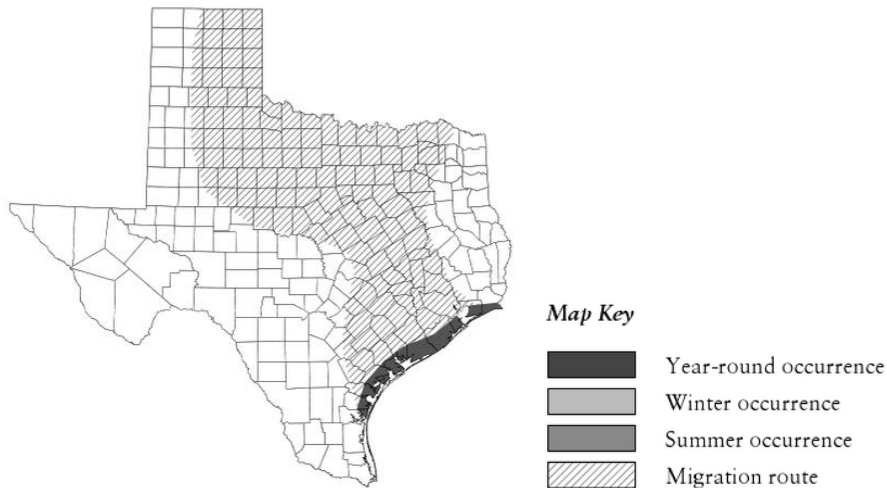 Map Key
Year-round occurrence
Winter occurrence
Summer occurrence
Migration route